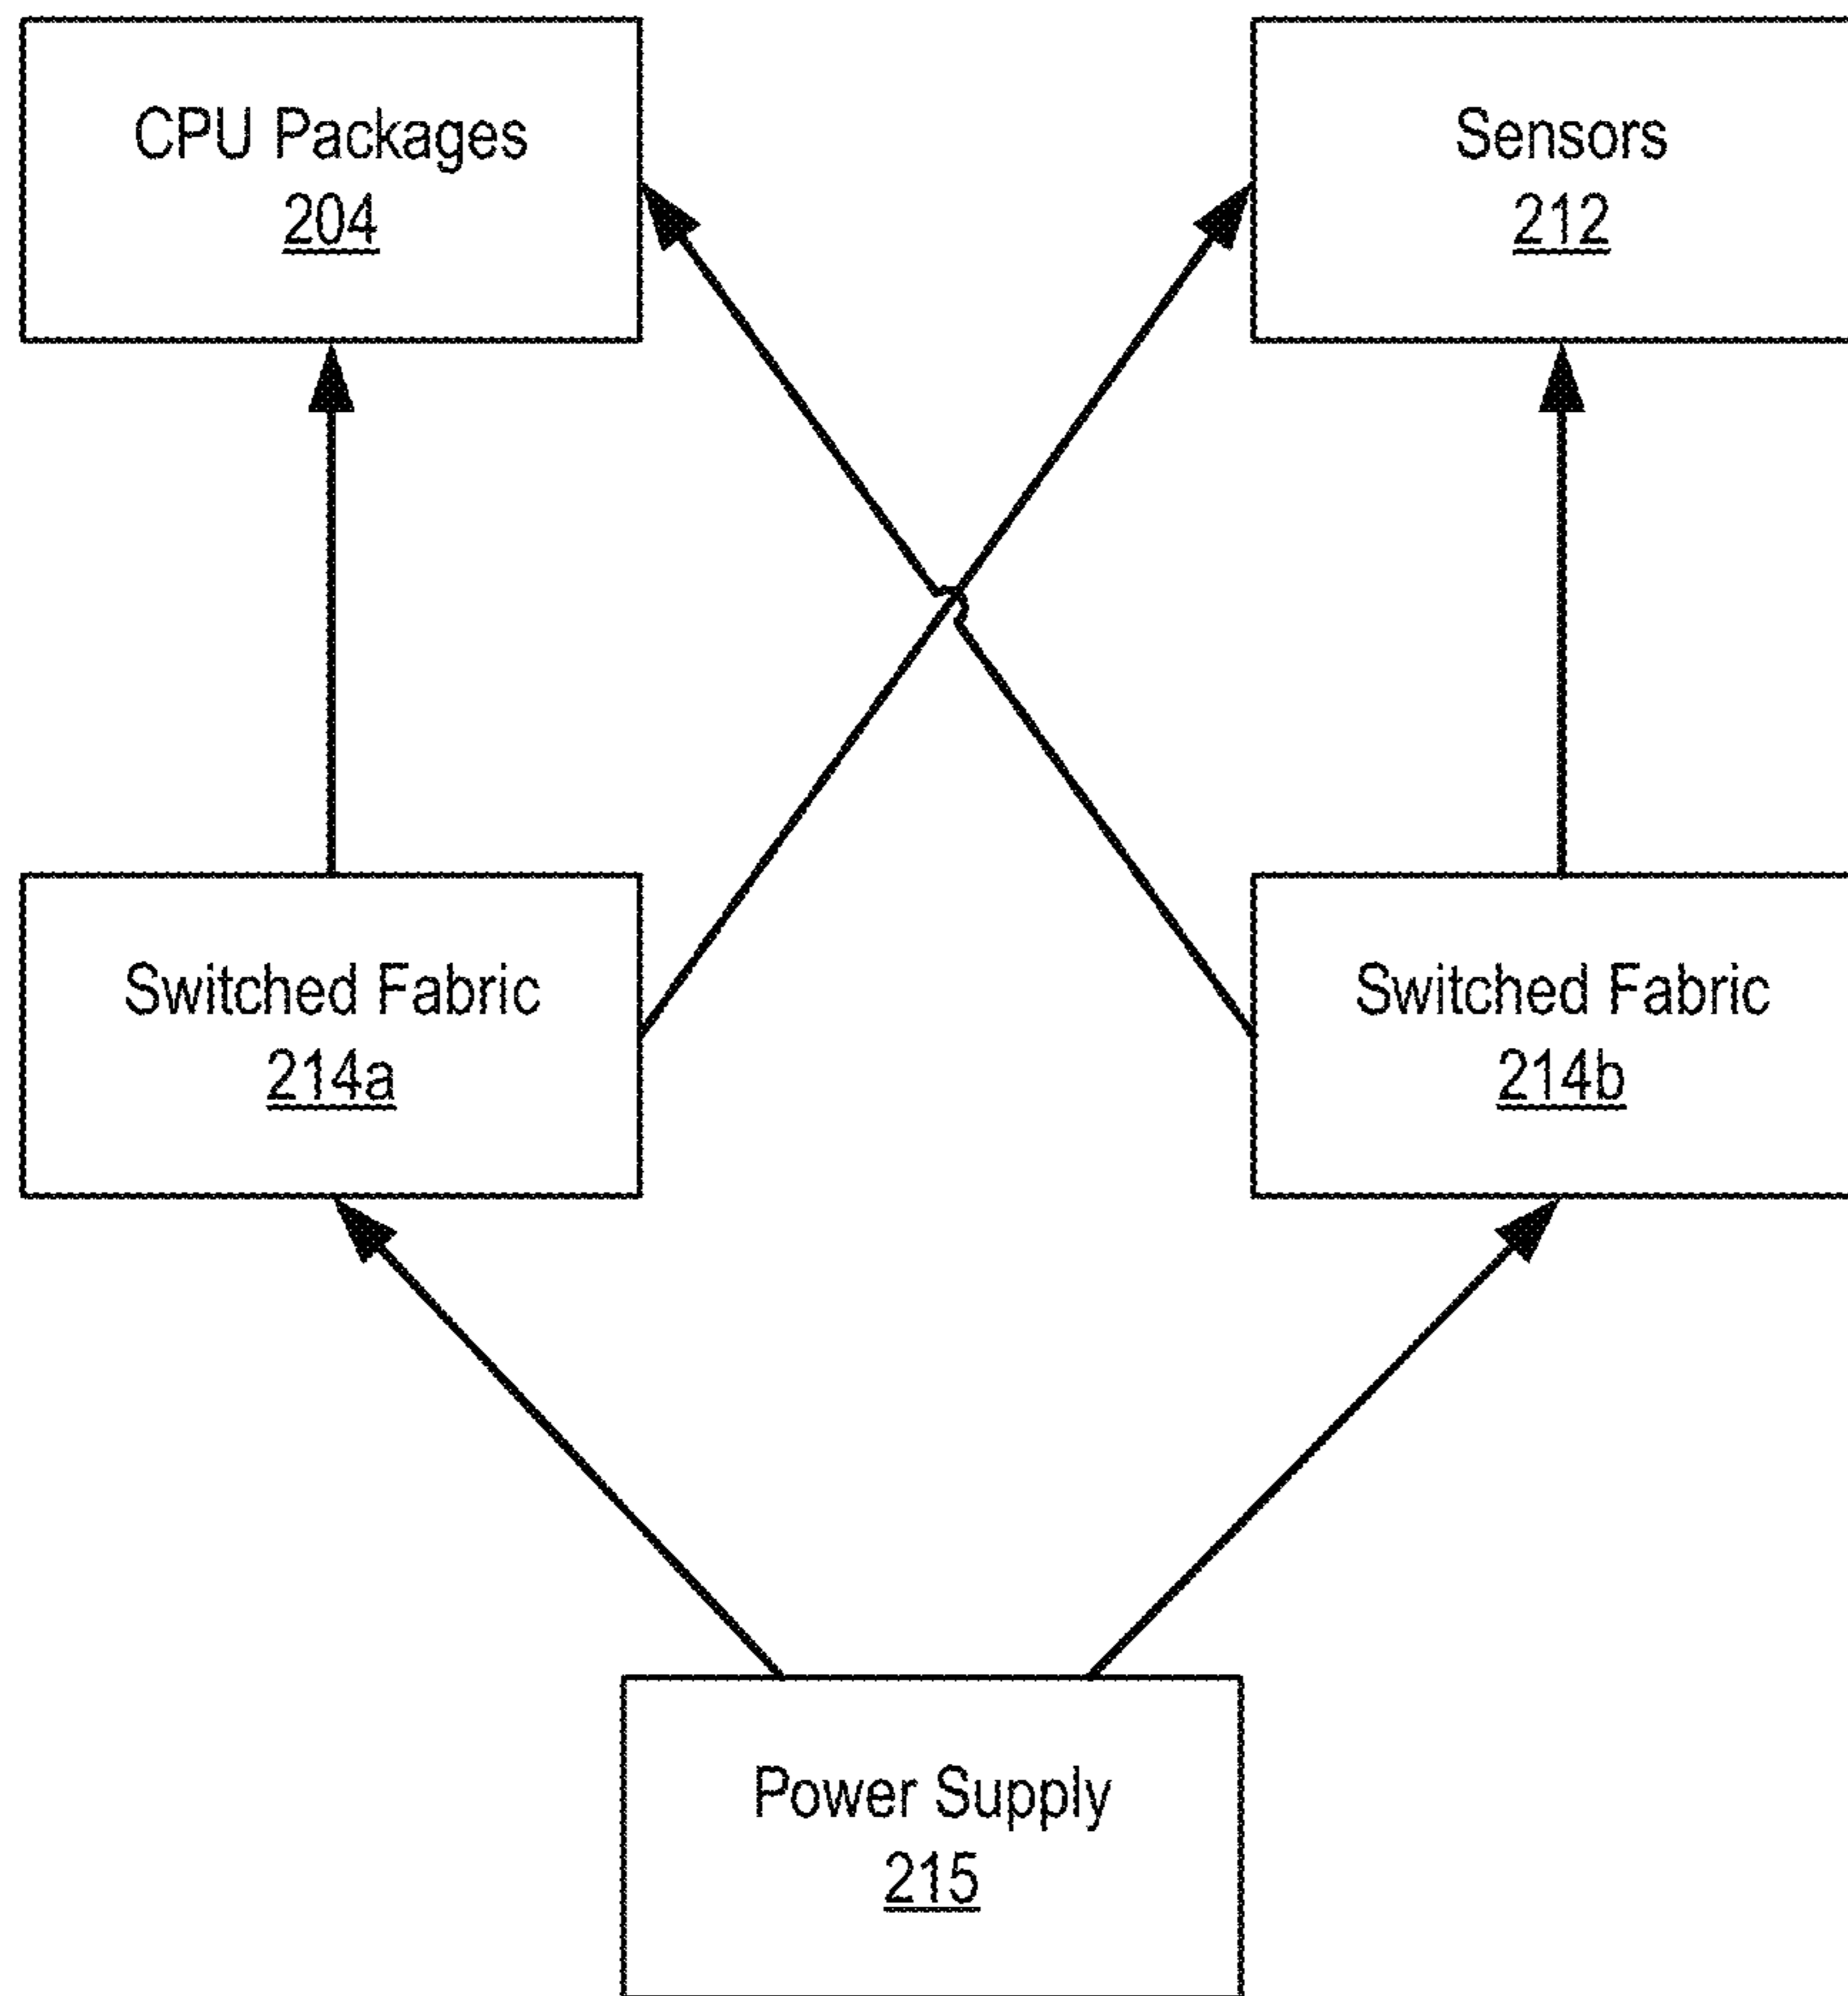 CPU Packages
204
Sensors
212
Switched Fabric
214a
Switched Fabric
214b
Power Supply
215